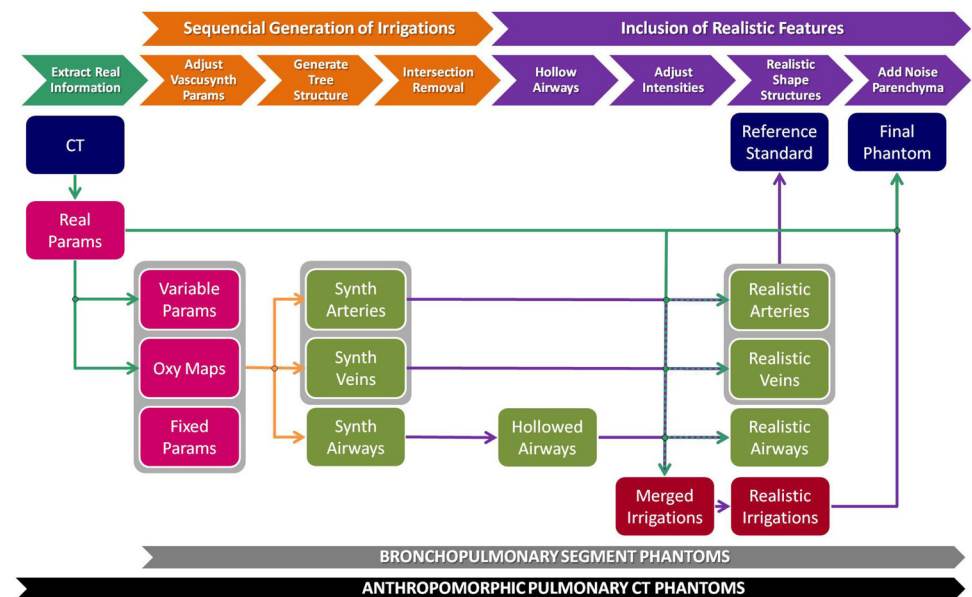 Sequencial Generation of Irrigations
Inclusion of Realistic Features
Extract Real
Information
Adjust
Vascusynth
Params
Generate
Tree
Structure
Intersection
Removal
Hollow
Airways
Adjust
Intensities
Realistic
Shape
Structures
Add Noise
Parenchyma
CT
Reference
Standard
Final
Phantom
Real
Params
Variable
Params
Synth
Arteries
Realistic
Arteries
Oxy Maps
Synth
Veins
Realistic
Veins
Fixed
Params
Synth
Airways
Hollowed
Airways
Realistic
Airways
Merged
Irrigations
Realistic
Irrigations
BRONCHOPULMONARY SEGMENT PHANTOMS
ANTHROPOMORPHIC PULMONARY CT PHANTOMS